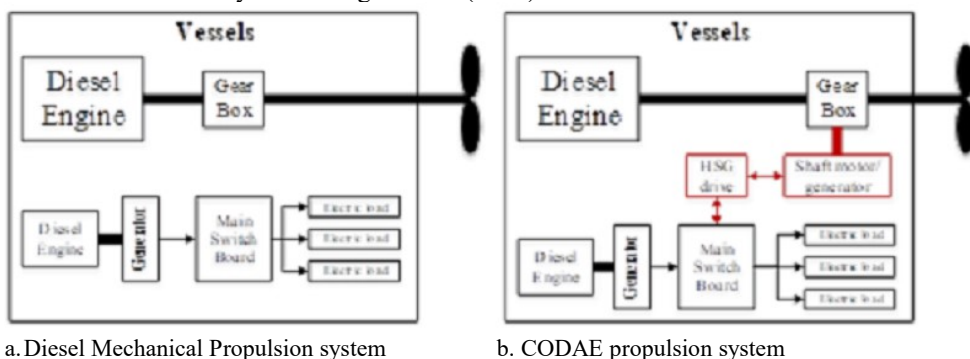 Vessels
Diesel
Engine
Gear
Box
Diesel
Engine
Generator
Main
Switch
Board
Electric load
Electric load
Electric load
a. Diesel Mechanical Propulsion system
Vessels
Diesel
Engine
Gear
Box
HSG
drive
Shaft motor/
generator
Diesel
Engine
Generator
Main
Switch
Board
Electric load
Electric load
Electric load
b. CODAE propulsion system